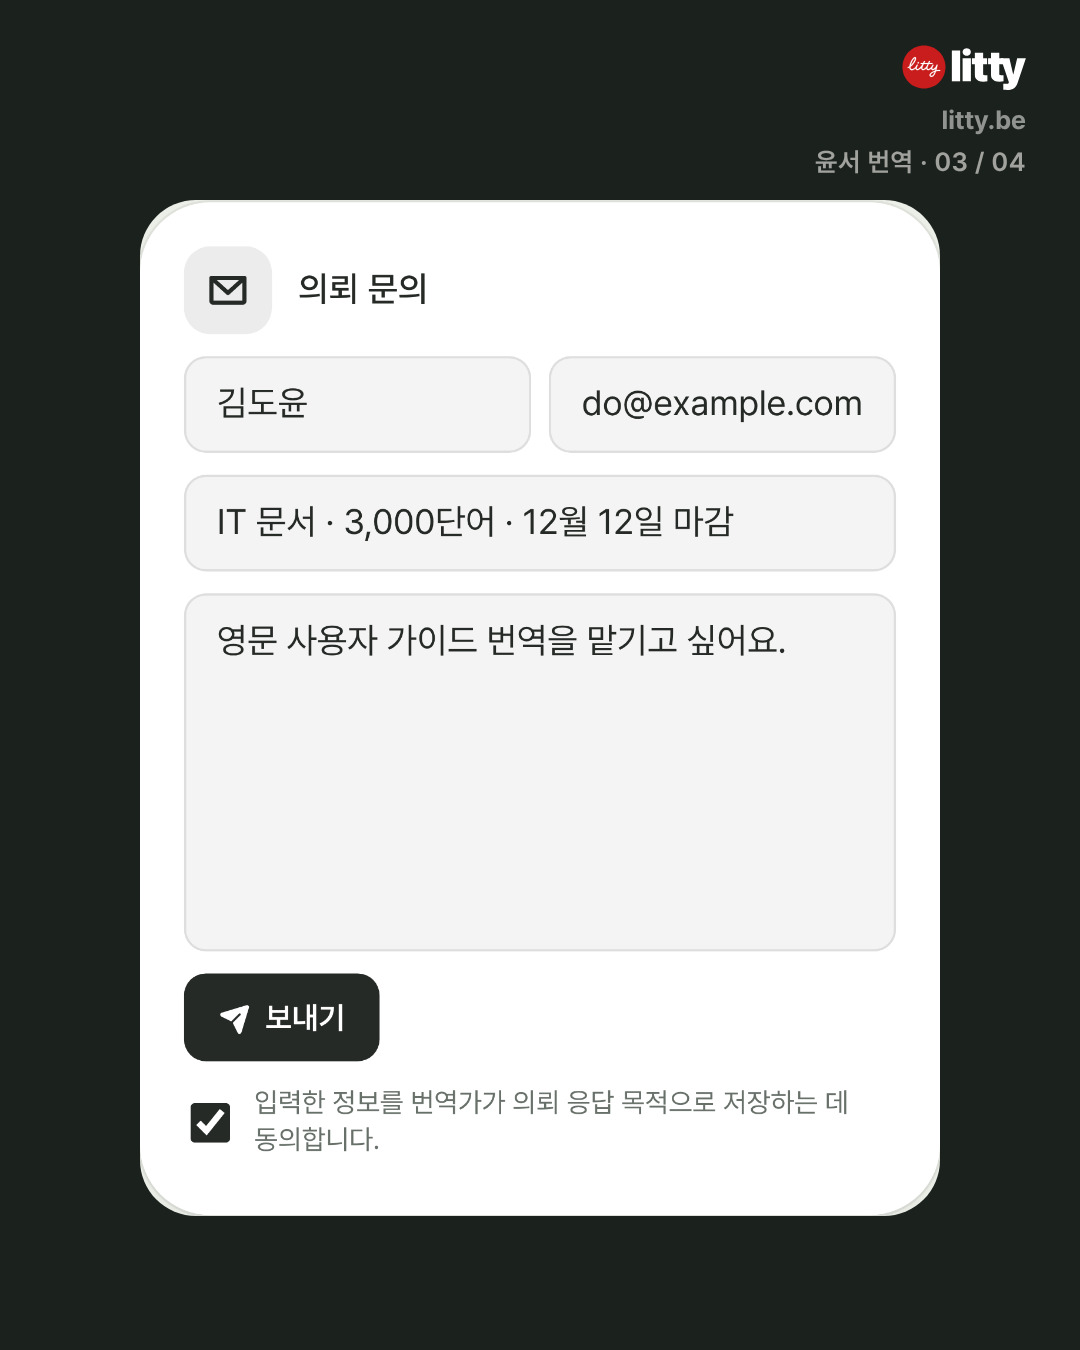 litty litty
litty.be
윤서 번역 · 03 / 04
의뢰 문의
김도윤
do@example.com
IT 문서 · 3,000단어 · 12월 12일 마감
영문 사용자 가이드 번역을 맡기고 싶어요.
보내기
입력한 정보를 번역가가 의뢰 응답 목적으로 저장하는 데
동의합니다.